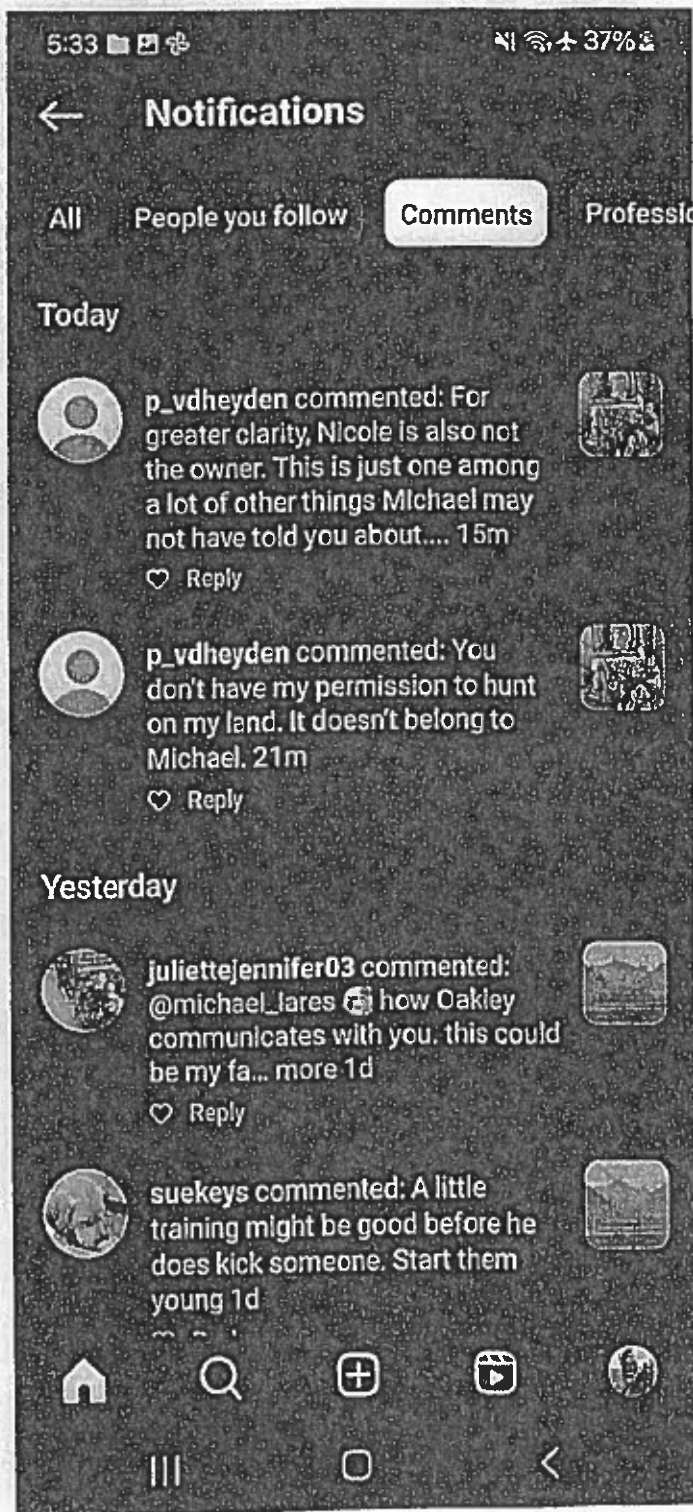 5:33 37%
Notifications
All People you follow Comments Professio
Today
p_vdheyden commented: For
greater clarity, Nicole is also not
the owner. This is just one among
a lot of other things Michael may
not have told you about.... 15m
Reply
p_vdheyden commented: You
don't have my permission to hunt
on my land. It doesn't belong to
Michael. 21m
Reply
Yesterday
juliettejennifer03 commented:
@michael_lares how Oakley
communicates with you. this could
be my fa... more 1d
Reply
suekeys commented: A little
training might be good before he
does kick someone. Start them
young 1d